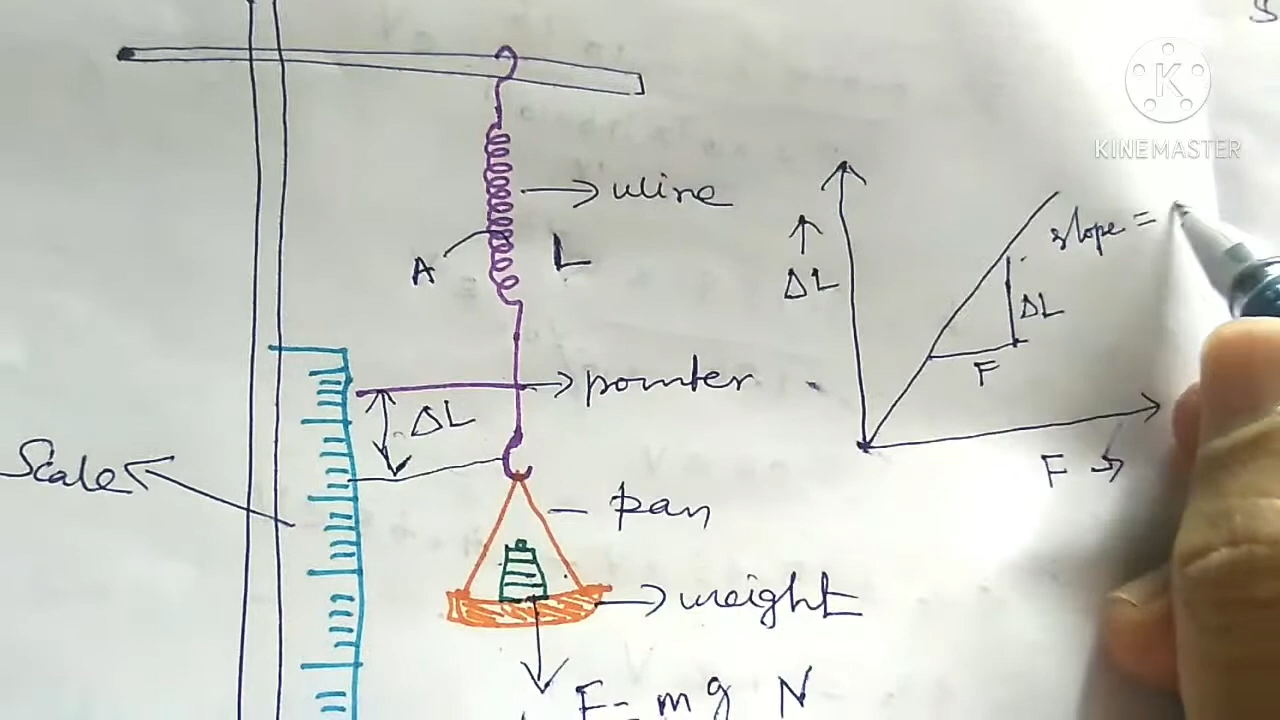 K
KINEMASTER
wire
A
L
slope =
ΔL
ΔL
F
pointer
ΔL
F
Scale
pan
weight
F = mg N